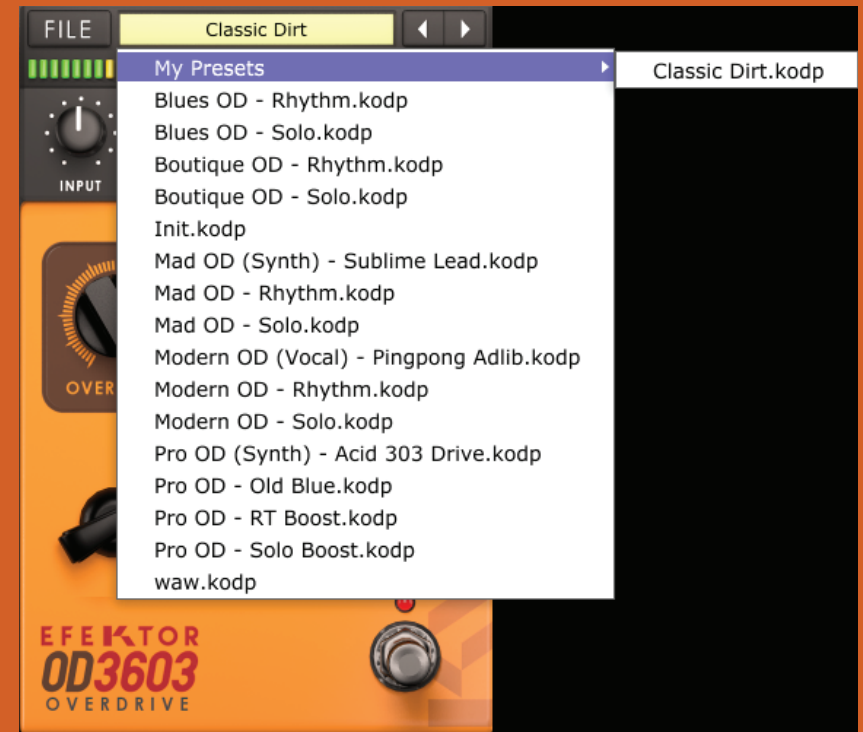 FILE
Classic Dirt
My Presets
Classic Dirt.kodp
Blues OD - Rhythm.kodp
Blues OD - Solo.kodp
Boutique OD - Rhythm.kodp
Boutique OD - Solo.kodp
Init.kodp
Mad OD (Synth) - Sublime Lead.kodp
Mad OD - Rhythm.kodp
Mad OD - Solo.kodp
Modern OD (Vocal) - Pingpong Adlib.kodp
Modern OD - Rhythm.kodp
Modern OD - Solo.kodp
Pro OD (Synth) - Acid 303 Drive.kodp
Pro OD - Old Blue.kodp
Pro OD - RT Boost.kodp
Pro OD - Solo Boost.kodp
waw.kodp
INPUT
OVER
EFEKTOR
OD3603
OVERDRIVE